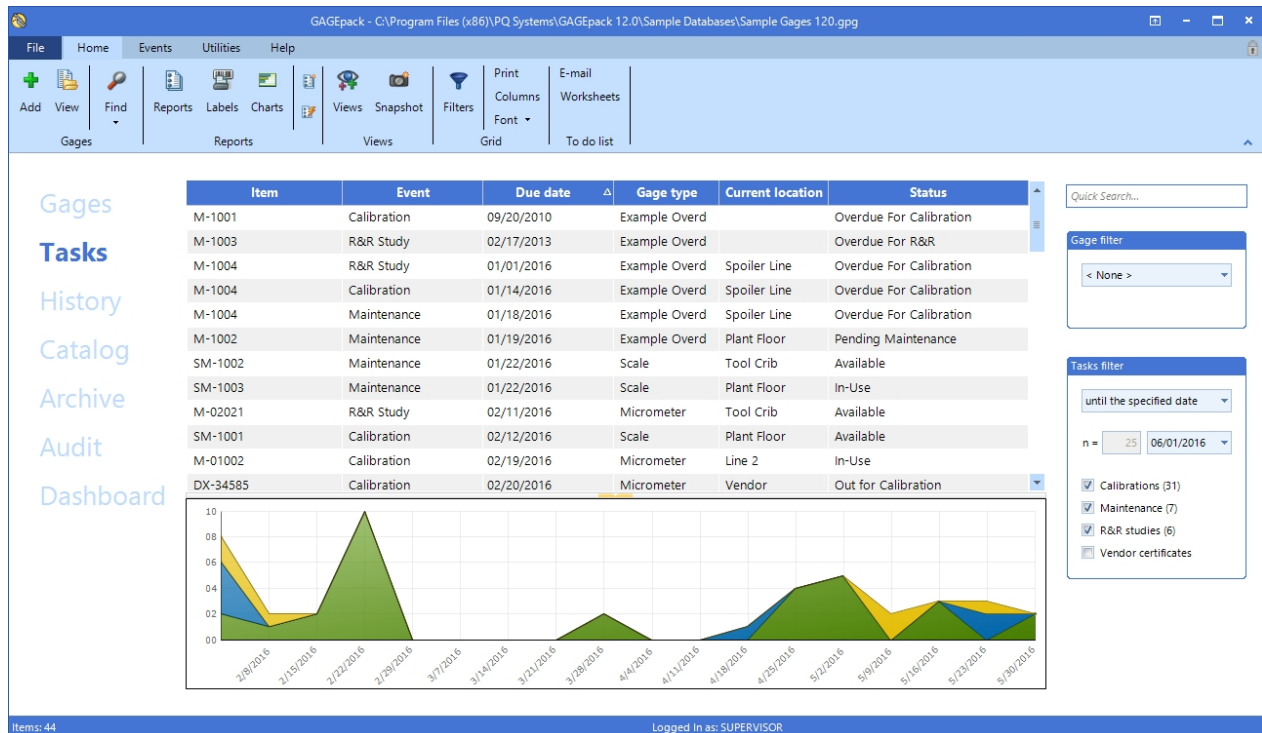 GAGEpack - C:\Program Files (x86)\PQ Systems\GAGEpack 12.0\Sample Databases\Sample Gages 120.gpg
File Home Events Utilities Help
Print E-mail
Columns Worksheets
Add View Find Reports Labels Charts Views Snapshot Filters
Font
Gages Reports Views Grid To do list
Gages
Tasks
History
Catalog
Archive
Audit
Dashboard
Item Event Due date Gage type Current location Status
M-1001 Calibration 09/20/2010 Example Overd Overdue For Calibration
M-1003 R&R Study 02/17/2013 Example Overd Overdue For R&R
M-1004 R&R Study 01/01/2016 Example Overd Spoiler Line Overdue For Calibration
M-1004 Calibration 01/14/2016 Example Overd Spoiler Line Overdue For Calibration
M-1004 Maintenance 01/18/2016 Example Overd Spoiler Line Overdue For Calibration
M-1002 Maintenance 01/19/2016 Example Overd Plant Floor Pending Maintenance
SM-1002 Maintenance 01/22/2016 Scale Tool Crib Available
SM-1003 Maintenance 01/22/2016 Scale Plant Floor In-Use
M-02021 R&R Study 02/11/2016 Micrometer Tool Crib Available
SM-1001 Calibration 02/12/2016 Scale Plant Floor Available
M-01002 Calibration 02/19/2016 Micrometer Line 2 In-Use
DX-34585 Calibration 02/20/2016 Micrometer Vendor Out for Calibration
10
08
06
04
02
00
2/8/2016 2/15/2016 2/22/2016 2/29/2016 3/7/2016 3/14/2016 3/21/2016 3/28/2016 4/4/2016 4/11/2016 4/18/2016 4/25/2016 5/2/2016 5/9/2016 5/16/2016 5/23/2016 5/30/2016
Quick Search...
Gage filter
< None >
Tasks filter
until the specified date
n = 25 06/01/2016
Calibrations (31)
Maintenance (7)
R&R studies (6)
Vendor certificates
Items: 44 Logged In as: SUPERVISOR